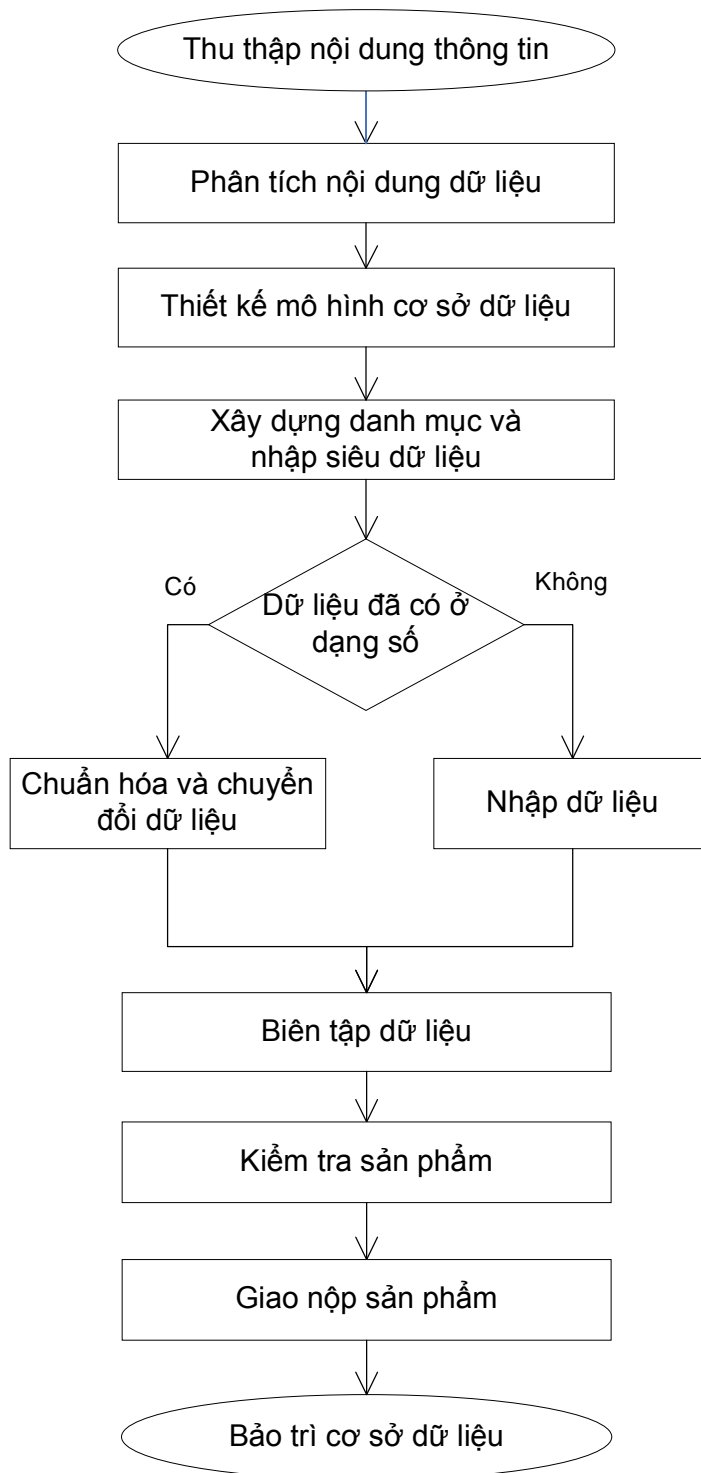 Thu thập nội dung thông tin
Phân tích nội dung dữ liệu
Thiết kế mô hình cơ sở dữ liệu
Xây dựng danh mục và
nhập siêu dữ liệu
Có
Không
Dữ liệu đã có ở
dạng số
Chuẩn hóa và chuyển
đổi dữ liệu
Nhập dữ liệu
Biên tập dữ liệu
Kiểm tra sản phẩm
Giao nộp sản phẩm
Bảo trì cơ sở dữ liệu